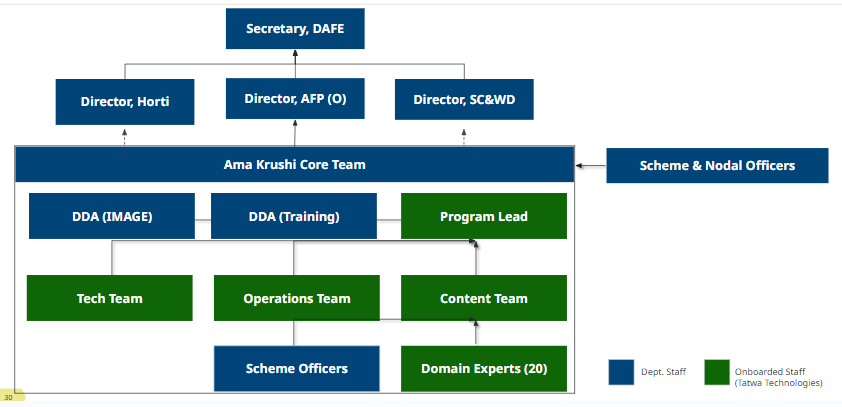 Secretary, DAFE
Director, Horti
Director, AFP (O)
Director, SC&WD
Ama Krushi Core Team
Scheme & Nodal Officers
DDA (IMAGE)
DDA (Training)
Program Lead
Tech Team
Operations Team
Content Team
Scheme Officers
Domain Experts (20)
Dept. Staff
Onboarded Staff
(Tatwa Technologies)
30